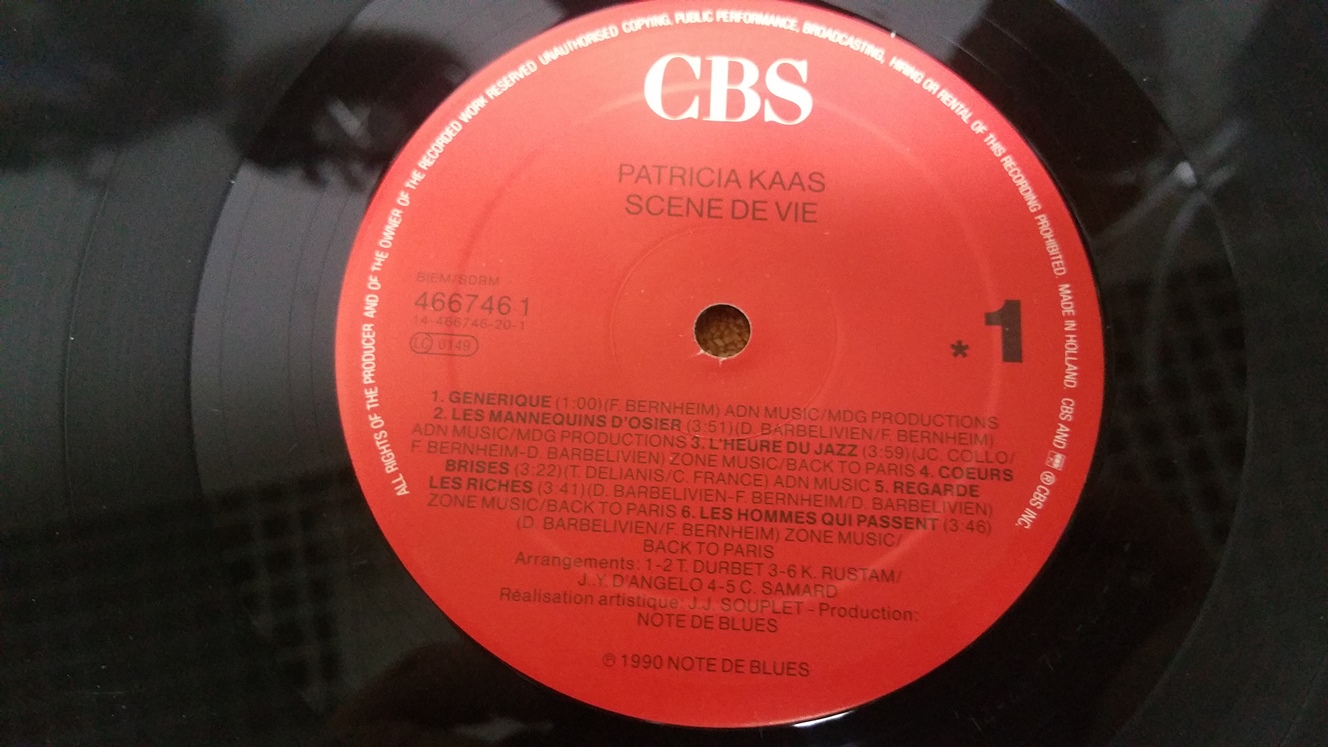 ALL RIGHTS OF THE PRODUCER AND OF THE OWNER OF THE RECORDED WORK RESERVED UNAUTHORISED COPYING, PUBLIC PERFORMANCE, BROADCASTING, HIRING OR RENTAL OF THIS RECORDING PROHIBITED. MADE IN HOLLAND. CBS AND ℗ CBS INC.
CBS
PATRICIA KAAS
SCENE DE VIE
BIEM/SDRM
466746 1
14-466746-20-1
LC 0149
* 1
1. GENERIQUE (1:00)(F. BERNHEIM) ADN MUSIC/MDG PRODUCTIONS
2. LES MANNEQUINS D'OSIER (3:51)(D. BARBELIVIEN/F. BERNHEIM)
ADN MUSIC/MDG PRODUCTIONS 3. L'HEURE DU JAZZ (3:59)(JC. COLLO/
F. BERNHEIM-D. BARBELIVIEN) ZONE MUSIC/BACK TO PARIS 4. COEURS
BRISES (3:22)(T. DELIANIS/C. FRANCE) ADN MUSIC 5. REGARDE
LES RICHES (3:41)(D. BARBELIVIEN-F. BERNHEIM/D. BARBELIVIEN)
ZONE MUSIC/BACK TO PARIS 6. LES HOMMES QUI PASSENT (3:46)
(D. BARBELIVIEN/F. BERNHEIM) ZONE MUSIC/
BACK TO PARIS
Arrangements: 1-2 T. DURBET 3-6 K. RUSTAM/
J..Y. D'ANGELO 4-5 C. SAMARD
Réalisation artistique: J.J. SOUPLET - Production:
NOTE DE BLUES
℗ 1990 NOTE DE BLUES